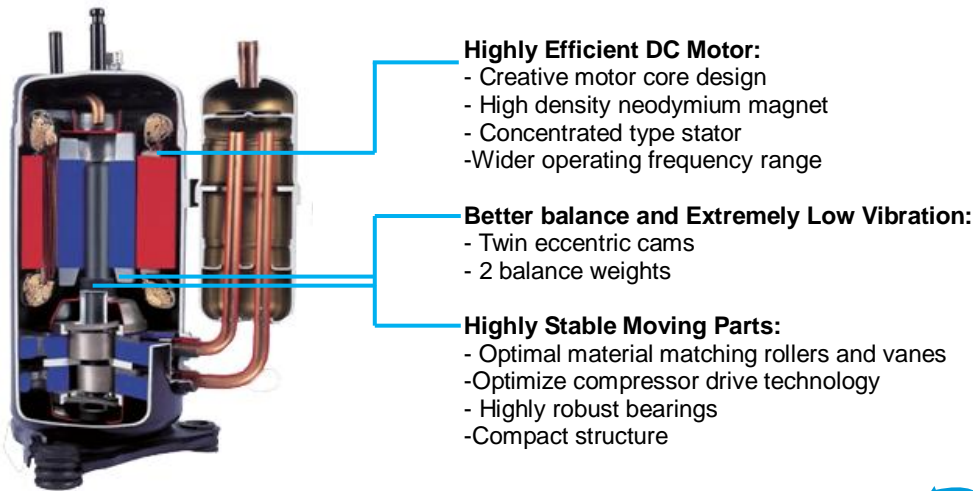 Highly Efficient DC Motor:
- Creative motor core design
- High density neodymium magnet
- Concentrated type stator
-Wider operating frequency range
Better balance and Extremely Low Vibration:
- Twin eccentric cams
- 2 balance weights
Highly Stable Moving Parts:
- Optimal material matching rollers and vanes
-Optimize compressor drive technology
- Highly robust bearings
-Compact structure